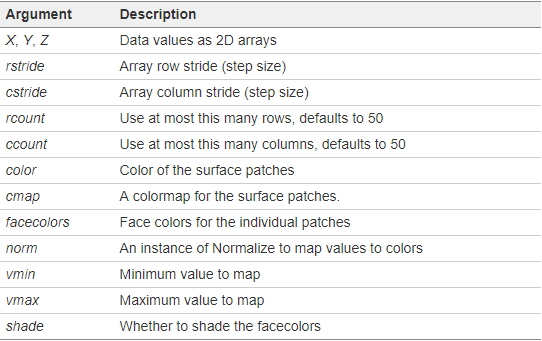 Argument Description
X, Y, Z Data values as 2D arrays
rstride Array row stride (step size)
cstride Array column stride (step size)
rcount Use at most this many rows, defaults to 50
ccount Use at most this many columns, defaults to 50
color Color of the surface patches
cmap A colormap for the surface patches.
facecolors Face colors for the individual patches
norm An instance of Normalize to map values to colors
vmin Minimum value to map
vmax Maximum value to map
shade Whether to shade the facecolors